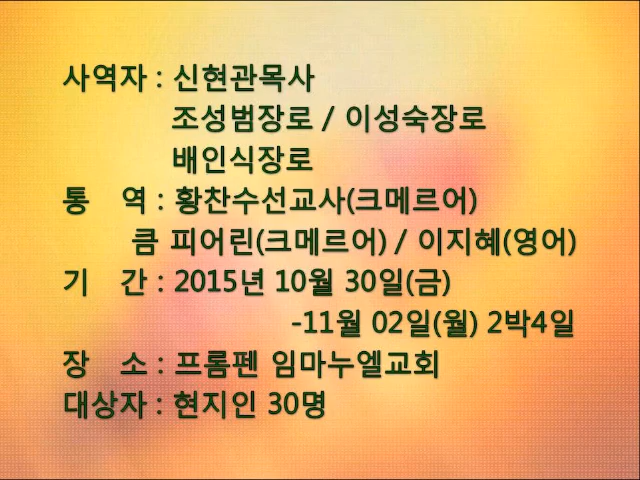 사역자 : 신현관목사
조성범장로 / 이성숙장로
배인식장로
통 역 : 황찬수선교사(크메르어)
쿰 피어린(크메르어) / 이지혜(영어)
기 간 : 2015년 10월 30일(금)
-11월 02일(월) 2박4일
장 소 : 프롬펜 임마누엘교회
대상자 : 현지인 30명